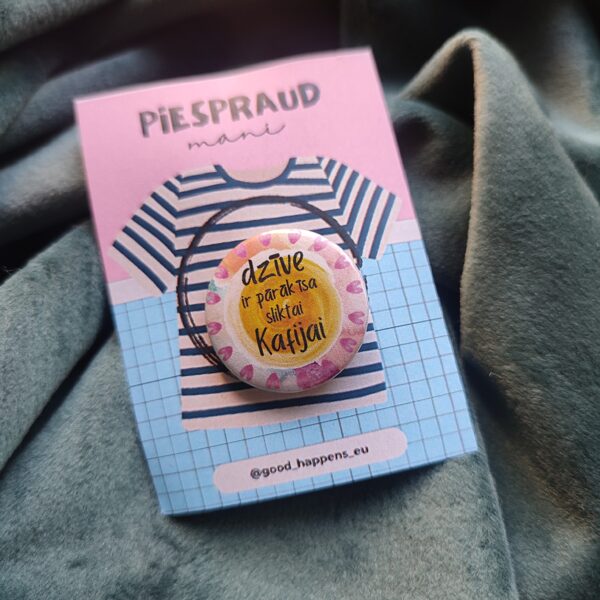 PiESPRAUD
mani
dzīve
ir pārāk īsa
sliktai
Kafijai
@good_happens_eu